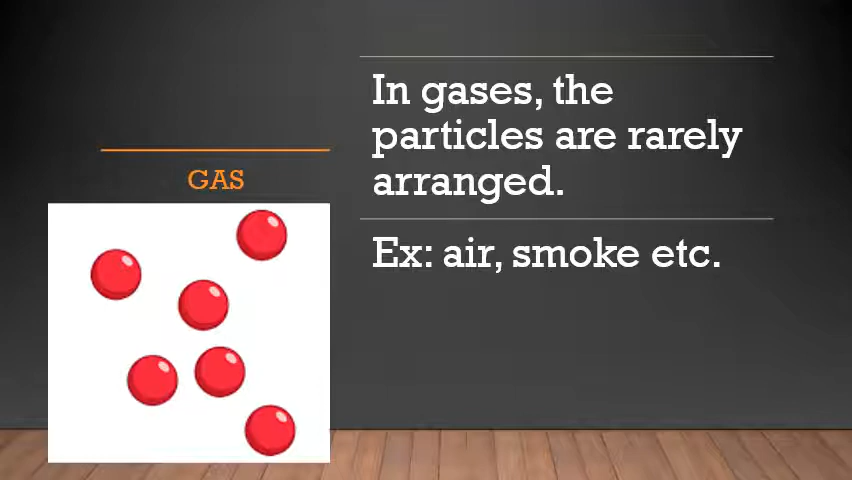 GAS
In gases, the
particles are rarely
arranged.
Ex: air, smoke etc.